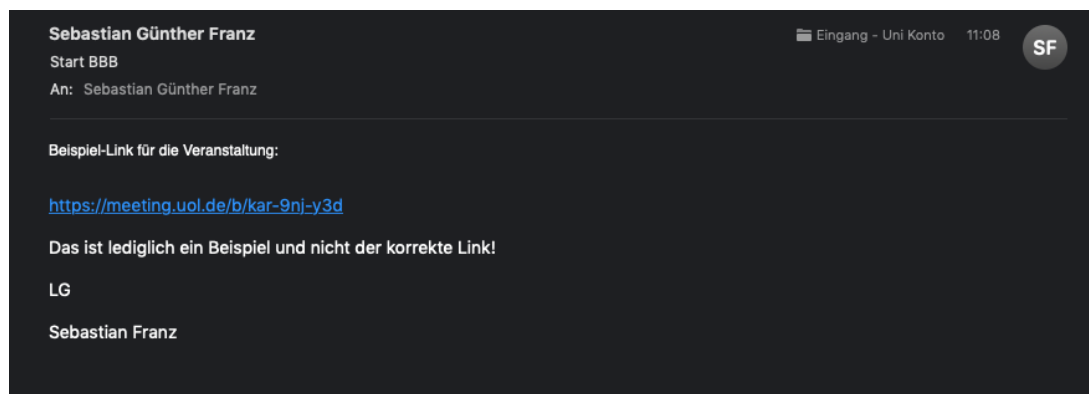 Sebastian Günther Franz
Eingang - Uni Konto 11:08
SF
Start BBB
An: Sebastian Günther Franz
Beispiel-Link für die Veranstaltung:
https://meeting.uol.de/b/kar-9nj-y3d
Das ist lediglich ein Beispiel und nicht der korrekte Link!
LG
Sebastian Franz